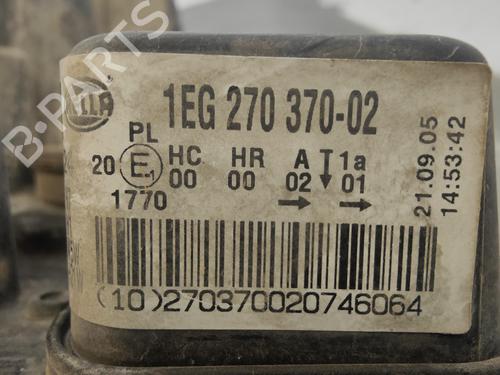 B-PARTS
1EG 270 370-02
PL
20 E1 HC HR A 1a
00 00 02 01
1770
21.09.05
14:53:42
(10)270370020746064